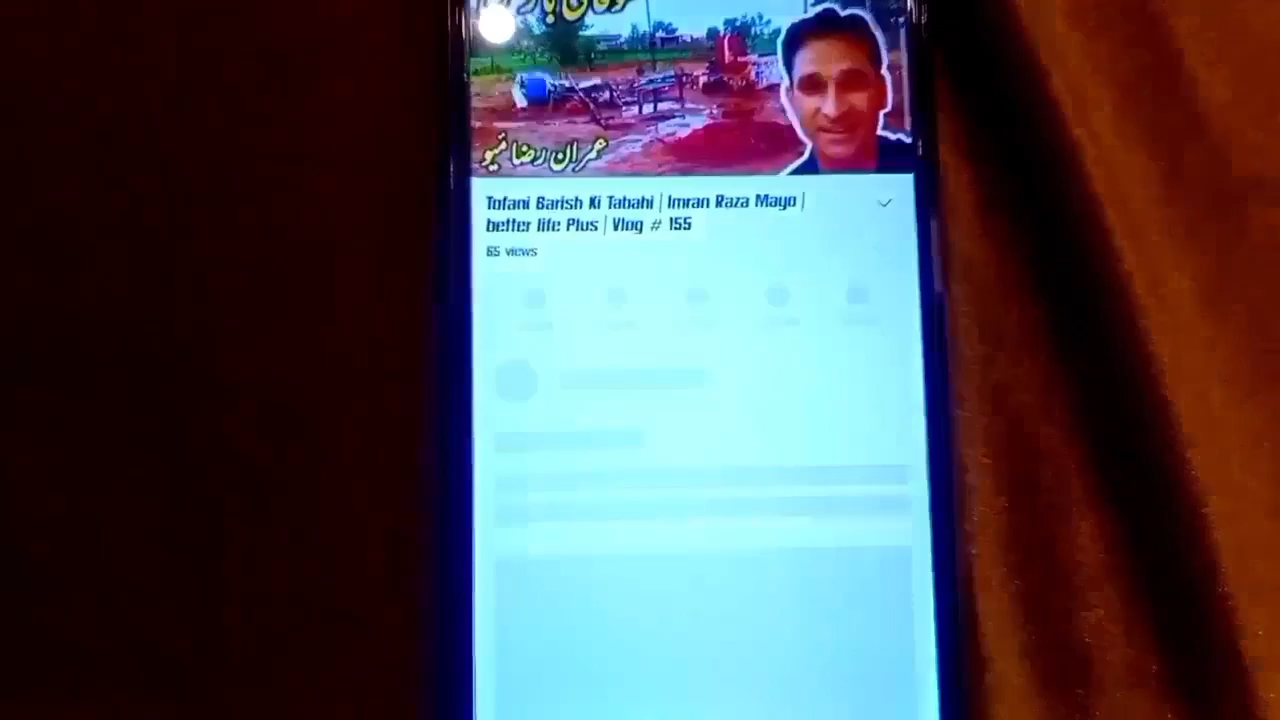 عمران رضا میو
Tofani Barish Ki Tabahi | Imran Raza Mayo |
better life Plus | Vlog # 155
65 views